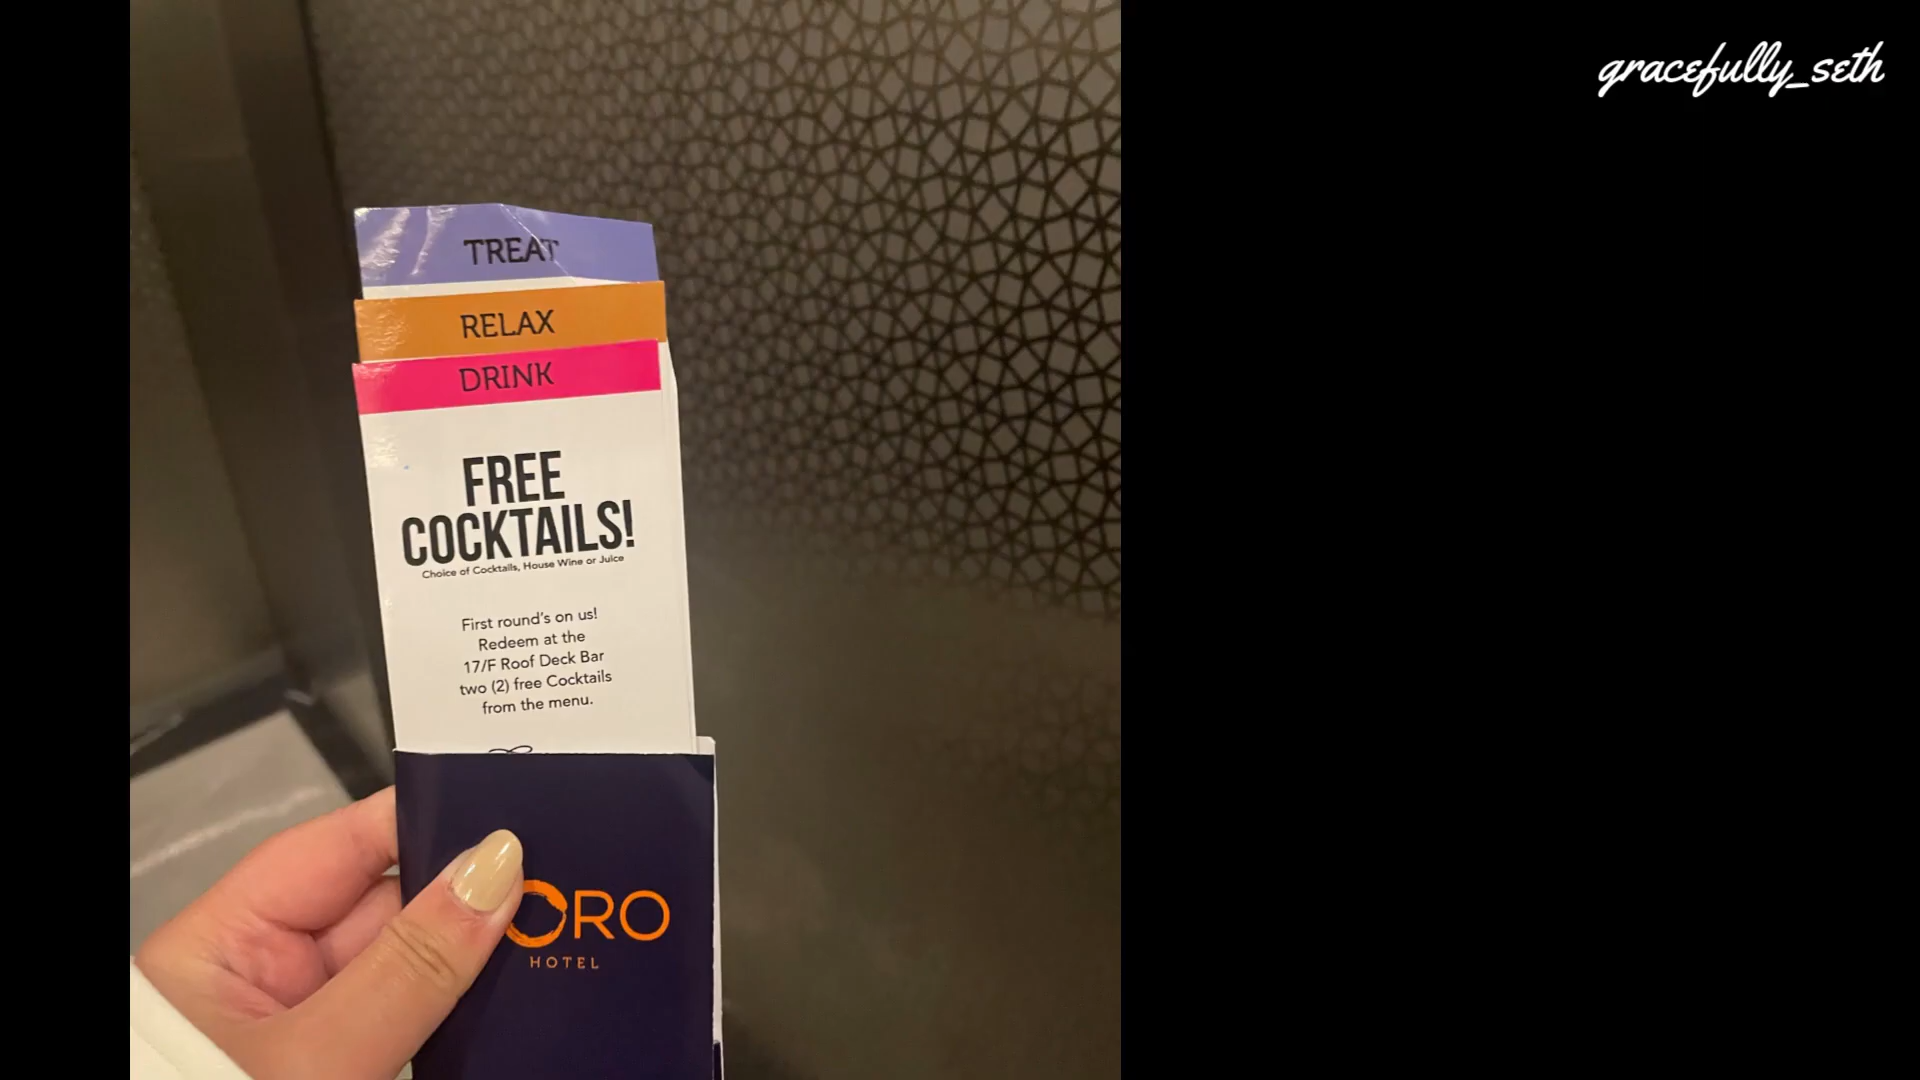 gracefully_seth
TREAT
RELAX
DRINK
FREE
COCKTAILS!
Choice of Cocktails, House Wine or Juice
First round's on us!
Redeem at the
17/F Roof Deck Bar
two (2) free Cocktails
from the menu.
ORO
HOTEL